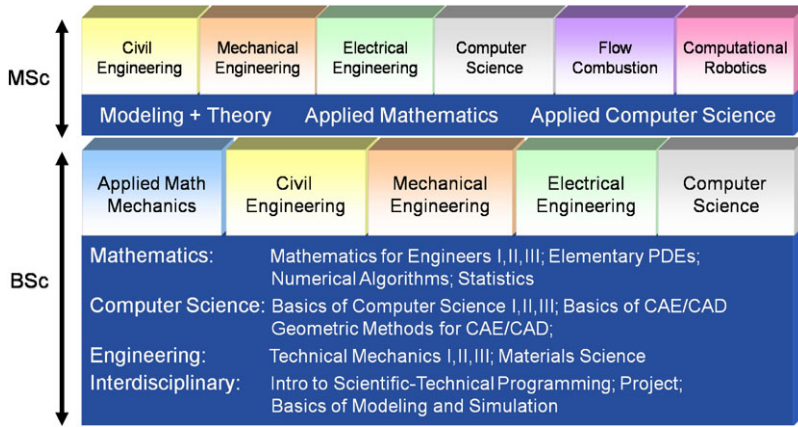 MSc
Civil Engineering
Mechanical Engineering
Electrical Engineering
Computer Science
Flow Combustion
Computational Robotics
Modeling + Theory Applied Mathematics Applied Computer Science
BSc
Applied Math Mechanics
Civil Engineering
Mechanical Engineering
Electrical Engineering
Computer Science
Mathematics: Mathematics for Engineers I,II,III; Elementary PDEs;
Numerical Algorithms; Statistics
Computer Science: Basics of Computer Science I,II,III; Basics of CAE/CAD
Geometric Methods for CAE/CAD;
Engineering: Technical Mechanics I,II,III; Materials Science
Interdisciplinary: Intro to Scientific-Technical Programming; Project;
Basics of Modeling and Simulation